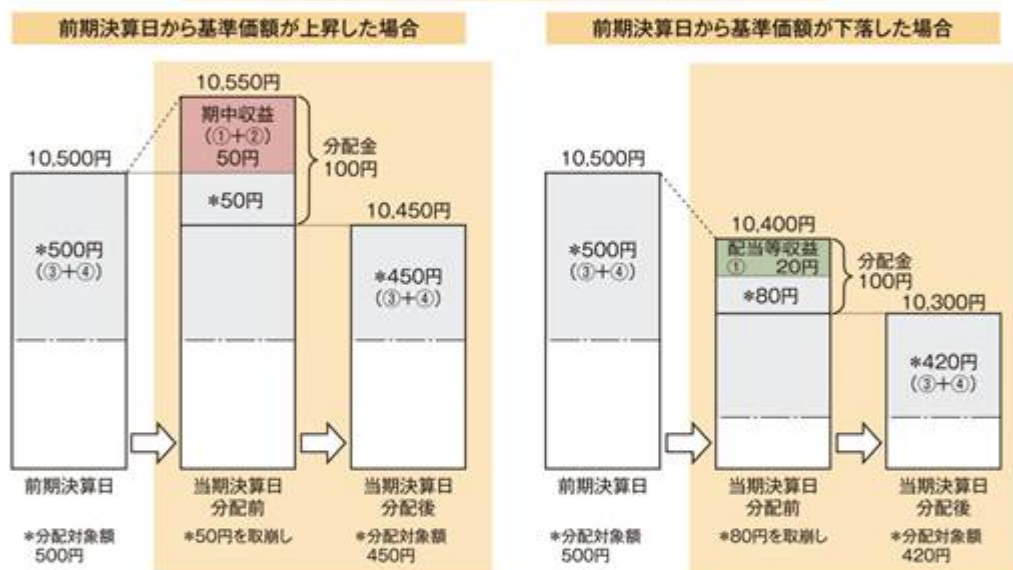 前期決算日から基準価額が上昇した場合
10,550円
期中収益
(①+②)
50円
分配金
100円
10,500円
*50円
10,450円
*500円
(③+④)
*450円
(③+④)
前期決算日
当期決算日
分配前
当期決算日
分配後
*分配対象額
500円
*50円を取崩し
*分配対象額
450円
前期決算日から基準価額が下落した場合
10,500円
10,400円
配当等収益
① 20円
分配金
100円
*500円
(③+④)
*80円
10,300円
*420円
(③+④)
前期決算日
当期決算日
分配前
当期決算日
分配後
*分配対象額
500円
*80円を取崩し
*分配対象額
420円